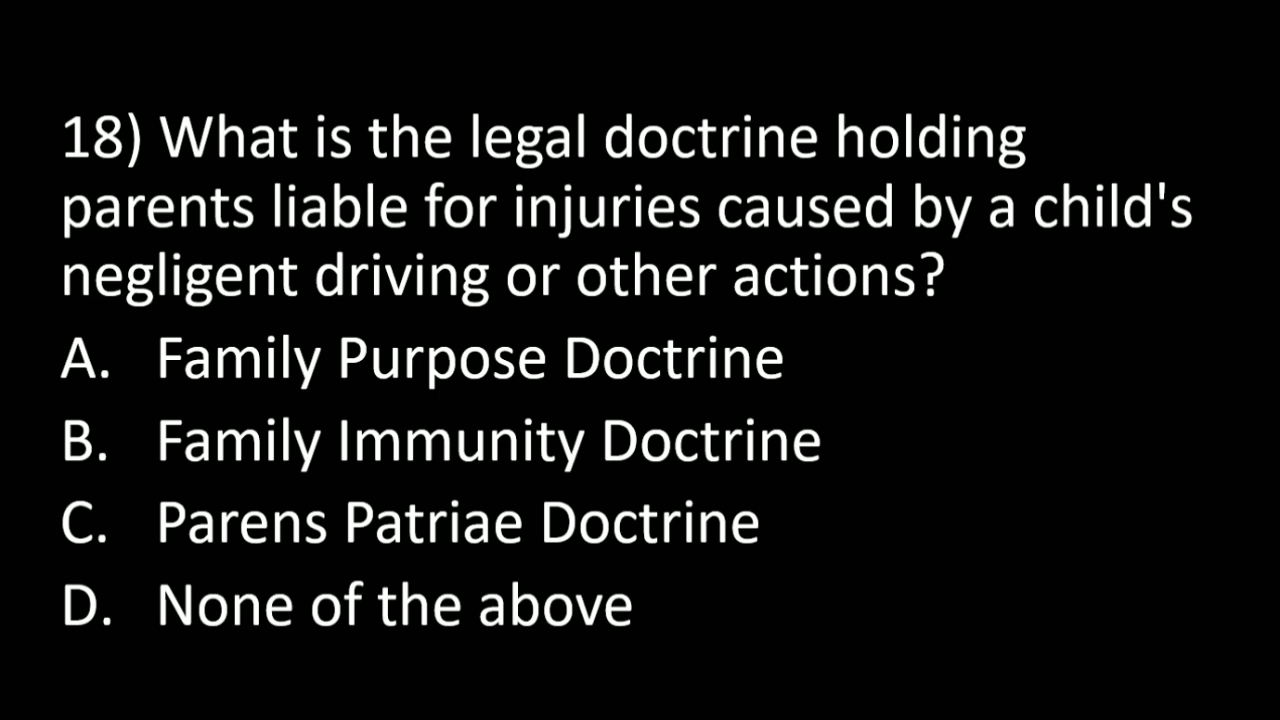 18) What is the legal doctrine holding
parents liable for injuries caused by a child's
negligent driving or other actions?
A. Family Purpose Doctrine
B. Family Immunity Doctrine
C. Parens Patriae Doctrine
D. None of the above